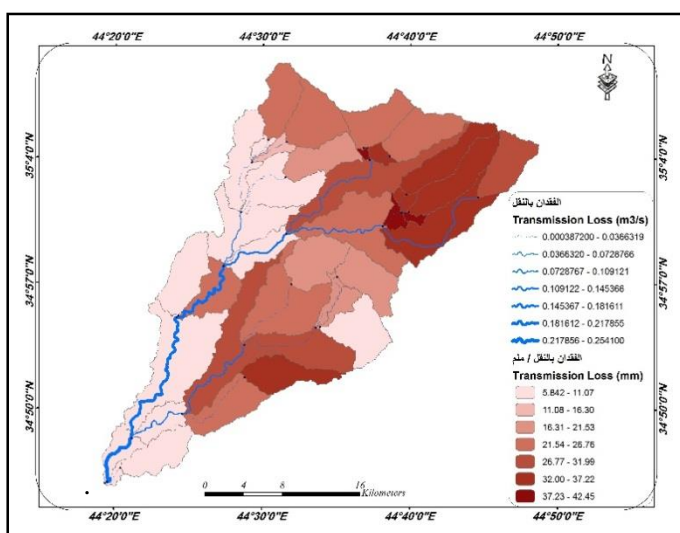 44°20'0"E 44°30'0"E 44°40'0"E 44°50'0"E
N
35°4'0"N 35°4'0"N
34°57'0"N 34°57'0"N
34°50'0"N 34°50'0"N
الفقدان بالنقل
Transmission Loss (m3/s)
0.000387200 - 0.0366319
0.0366320 - 0.0728766
0.0728767 - 0.109121
0.109122 - 0.145366
0.145367 - 0.181611
0.181612 - 0.217855
0.217856 - 0.254100
الفقدان بالنقل / ملم
Transmission Loss (mm)
5.842 - 11.07
11.08 - 16.30
16.31 - 21.53
21.54 - 26.76
26.77 - 31.99
32.00 - 37.22
37.23 - 42.45
0 4 8 16
Kilometers
44°20'0"E 44°30'0"E 44°40'0"E 44°50'0"E